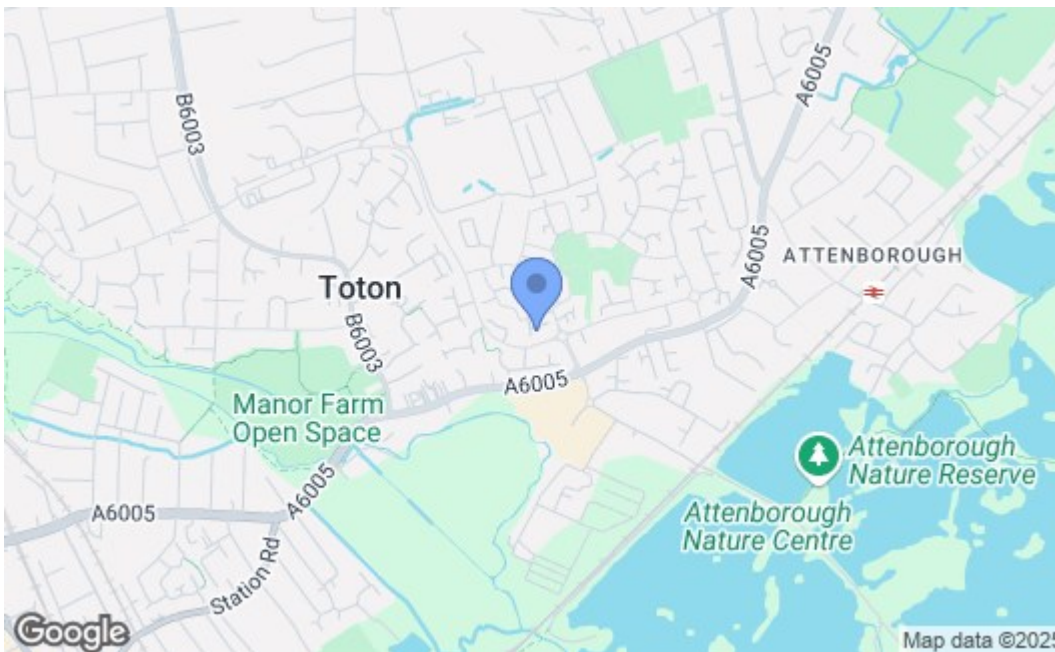 A6005
B6003
A6005
ATTENBOROUGH
Toton
B6003
A6005
Manor Farm
Open Space
Attenborough
Nature Reserve
A6005
A6005
Attenborough
Nature Centre
Station Rd
Google
Map data ©2025